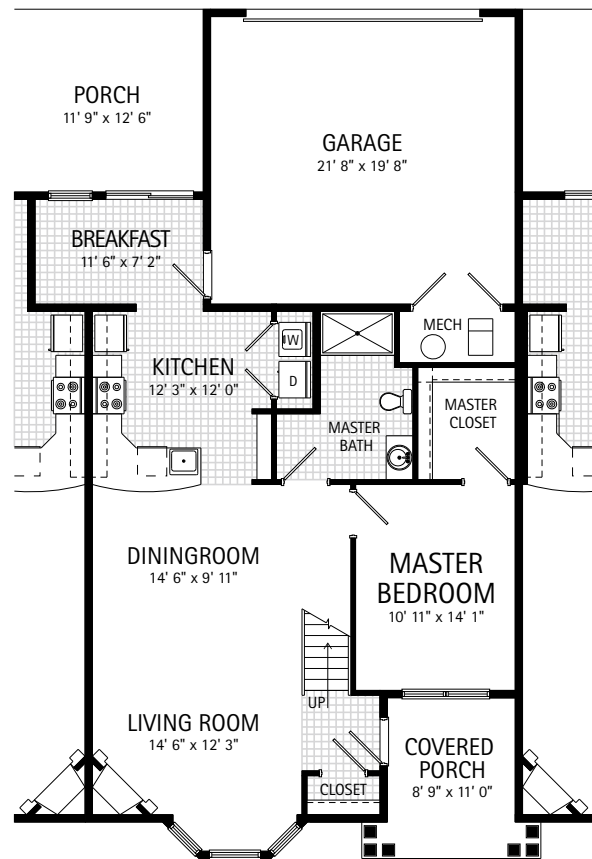 PORCH
11' 9" x 12' 6"
GARAGE
21' 8" x 19' 8"
BREAKFAST
11' 6" x 7' 2"
MECH
KITCHEN
12' 3" x 12' 0"
W
D
MASTER
BATH
MASTER
CLOSET
DININGROOM
14' 6" x 9' 11"
MASTER
BEDROOM
10' 11" x 14' 1"
UP
LIVING ROOM
14' 6" x 12' 3"
COVERED
PORCH
8' 9" x 11' 0"
CLOSET